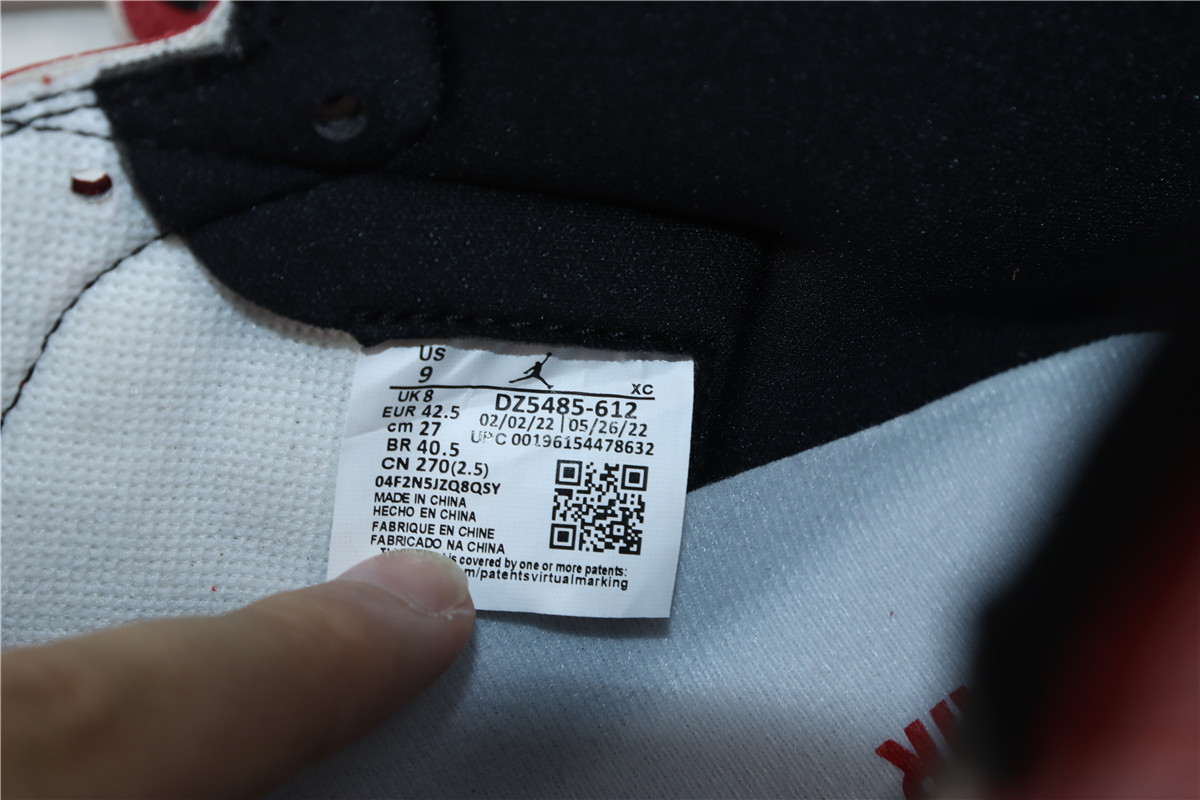 US
9
XC
UK 8
EUR 42.5
cm 27
BR 40.5
CN 270(2.5)
DZ5485-612
02/02/22 | 05/26/22
UPC 00196154478632
04F2N5JZQ8QSY
MADE IN CHINA
HECHO EN CHINA
FABRIQUE EN CHINE
FABRICADO NA CHINA
is covered by one or more patents:
/patentsvirtualmarking